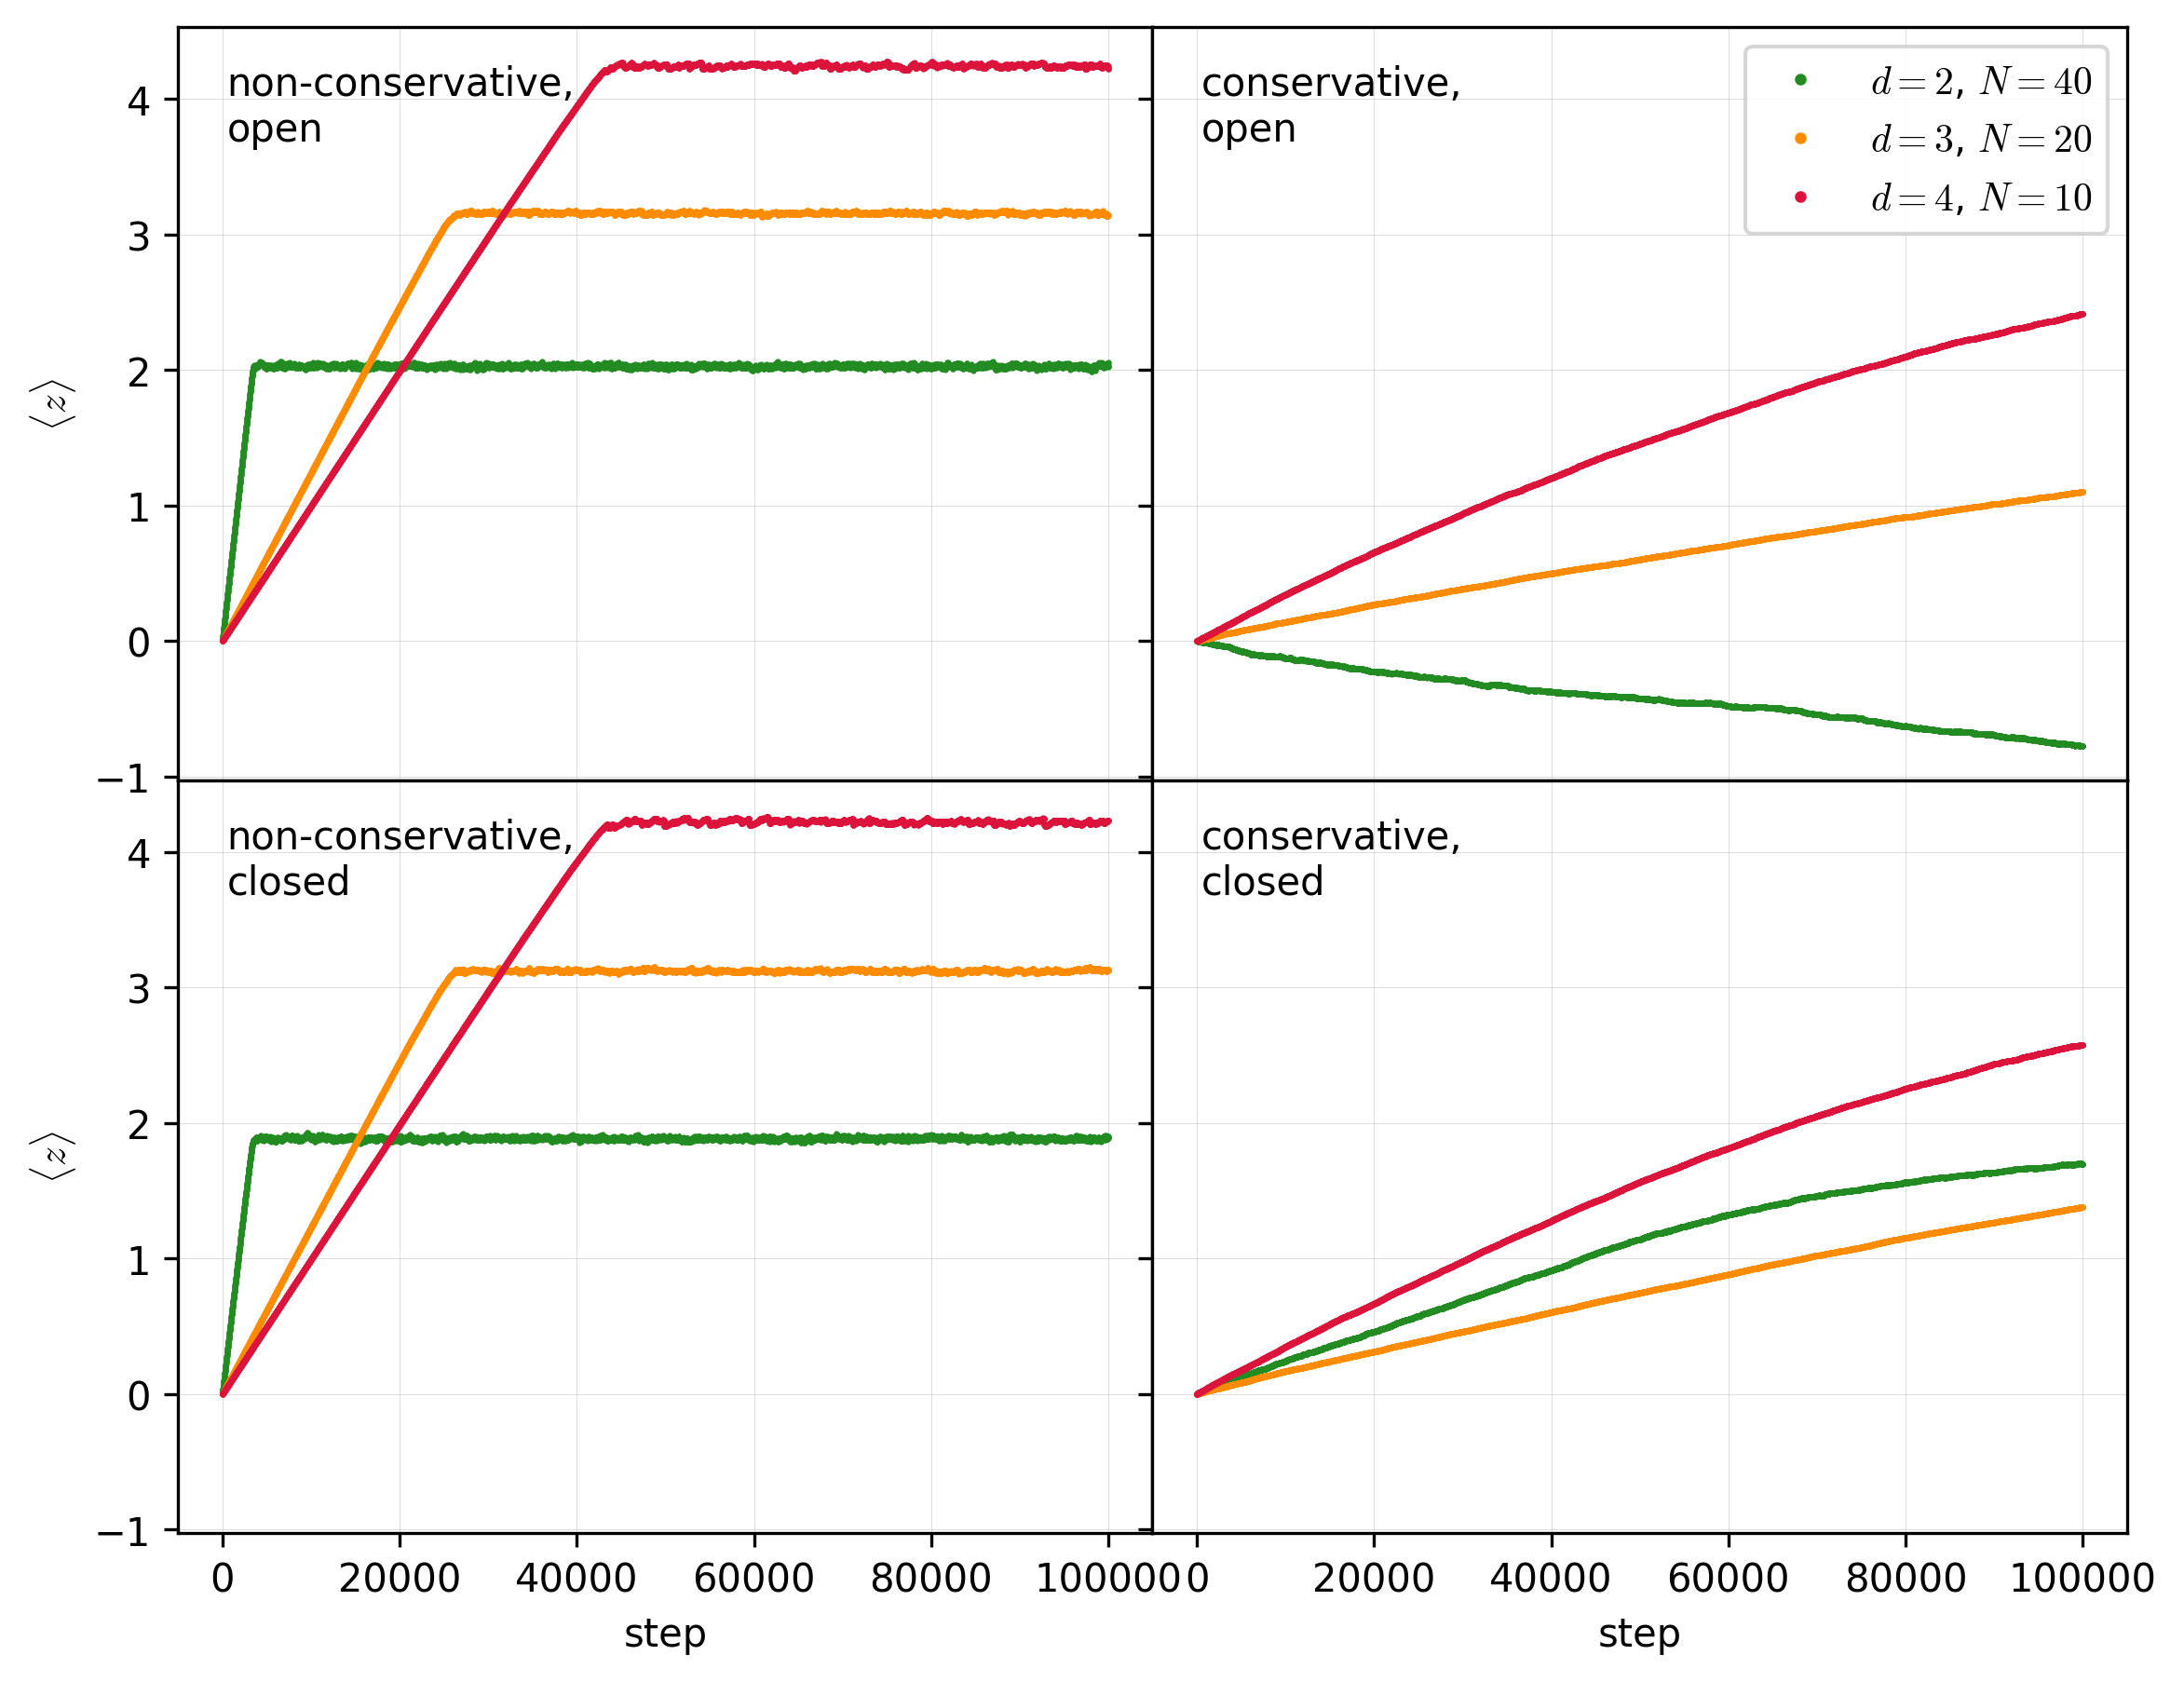 non-conservative,
open
conservative,
open
d = 2, N = 40
d = 3, N = 20
d = 4, N = 10
4
3
2
1
0
−1
⟨z⟩
non-conservative,
closed
conservative,
closed
4
3
2
1
0
−1
⟨z⟩
0 20000 40000 60000 80000 100000
0 20000 40000 60000 80000 100000
step
step